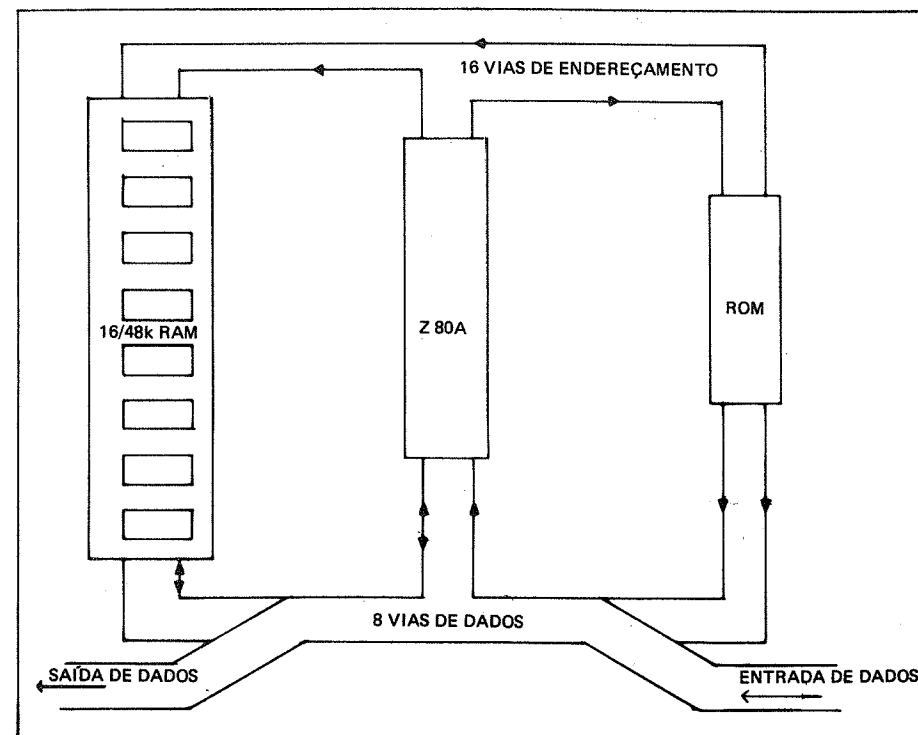 16 VIAS DE ENDEREÇAMENTO
16/48k RAM
Z 80A
ROM
8 VIAS DE DADOS
SAÍDA DE DADOS
ENTRADA DE DADOS